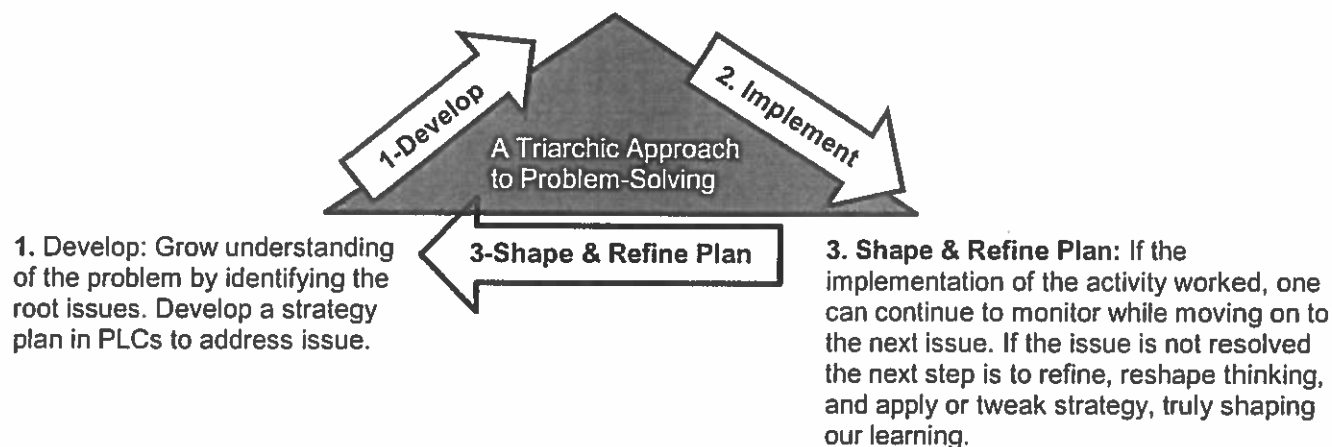 1-Develop
2. Implement
A Triarchic Approach
to Problem-Solving
3-Shape & Refine Plan
1. Develop: Grow understanding
of the problem by identifying the
root issues. Develop a strategy
plan in PLCs to address issue.
3. Shape & Refine Plan: If the
implementation of the activity worked, one
can continue to monitor while moving on to
the next issue. If the issue is not resolved
the next step is to refine, reshape thinking,
and apply or tweak strategy, truly shaping
our learning.